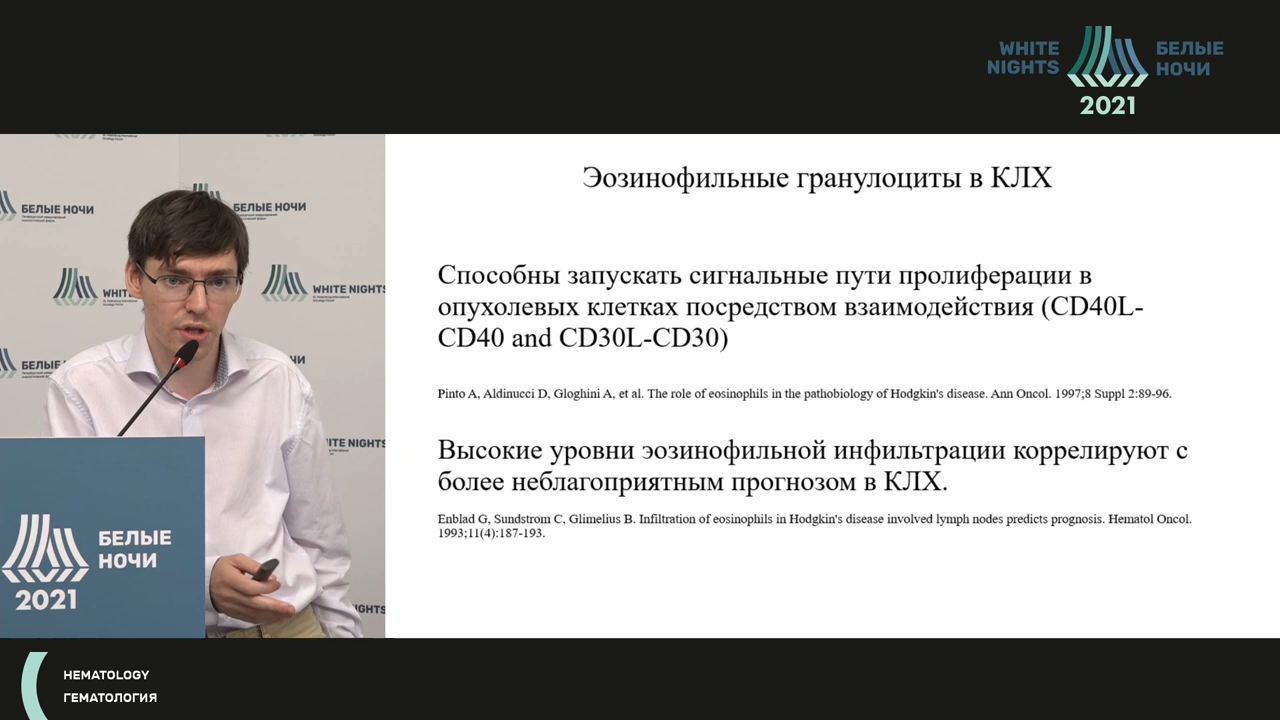 WHITE
NIGHTS
БЕЛЫЕ
НОЧИ
2021
Эозинофильные гранулоциты в КЛХ
Способны запускать сигнальные пути пролиферации в
опухолевых клетках посредством взаимодействия (CD40L-
CD40 and CD30L-CD30)
Pinto A, Aldinucci D, Gloghini A, et al. The role of eosinophils in the pathobiology of Hodgkin's disease. Ann Oncol. 1997;8 Suppl 2:89-96.
Высокие уровни эозинофильной инфильтрации коррелируют с
более неблагоприятным прогнозом в КЛХ.
Enblad G, Sundstrom C, Glimelius B. Infiltration of eosinophils in Hodgkin's disease involved lymph nodes predicts prognosis. Hematol Oncol.
1993;11(4):187-193.
БЕЛЫЕ НОЧИ
БЕЛЫЕ НОЧИ
WHITE NIGHTS
NIGHTS
БЕЛЫЕ
БЕЛЫЕ
НОЧИ
2021
HEMATOLOGY
ГЕМАТОЛОГИЯ